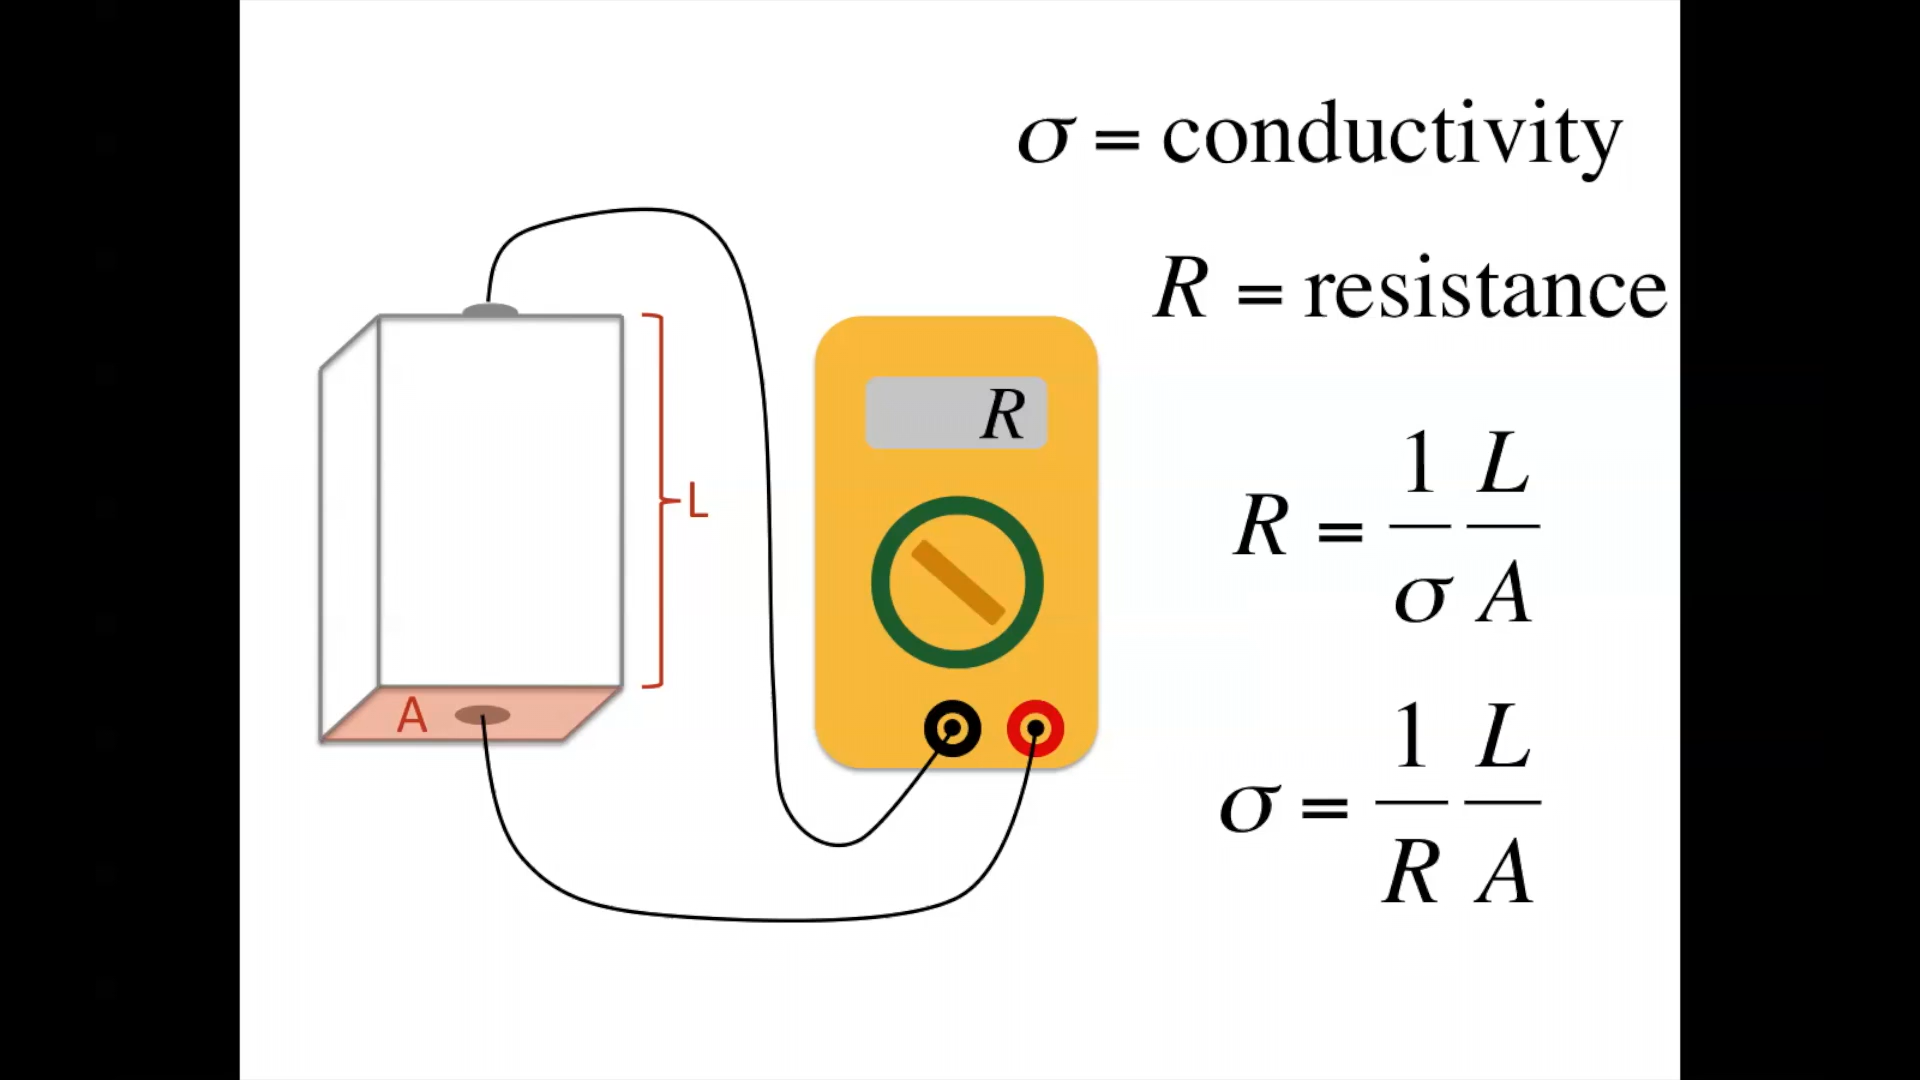 σ = conductivity
R = resistance
R
L
A
R = 1/σ L/A
σ = 1/R L/A